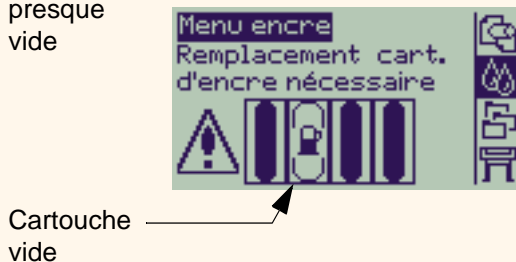 presque
vide
Menu encre
Remplacement cart.
d'encre nécessaire
Cartouche
vide